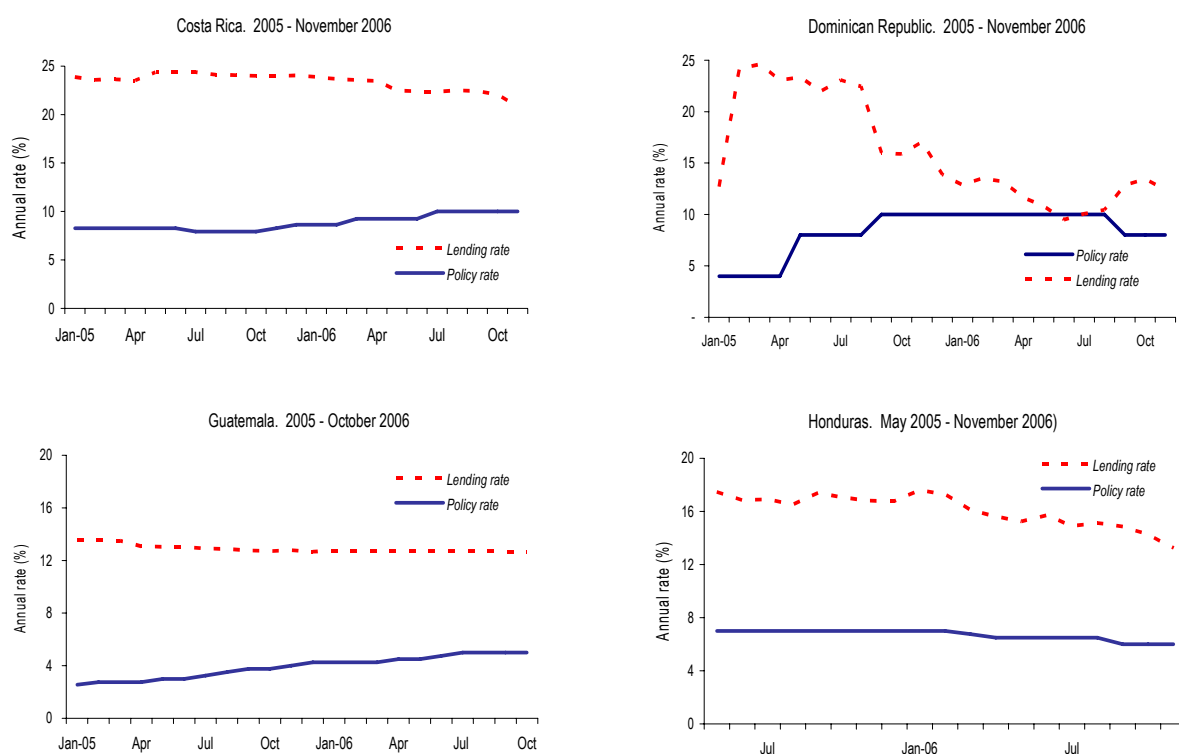 Costa Rica. 2005 - November 2006
Annual rate (%)
25
20
15
10
5
0
Lending rate
Policy rate
Jan-05 Apr Jul Oct Jan-06 Apr Jul Oct
Dominican Republic. 2005 - November 2006
Annual rate (%)
25
20
15
10
5
-
Policy rate
Lending rate
Jan-05 Apr Jul Oct Jan-06 Apr Jul Oct
Guatemala. 2005 - October 2006
Annual rate (%)
20
16
12
8
4
0
Lending rate
Policy rate
Jan-05 Apr Jul Oct Jan-06 Apr Jul Oct
Honduras. May 2005 - November 2006)
Annual rate (%)
20
16
12
8
4
0
Lending rate
Policy rate
Jul Jan-06 Jul